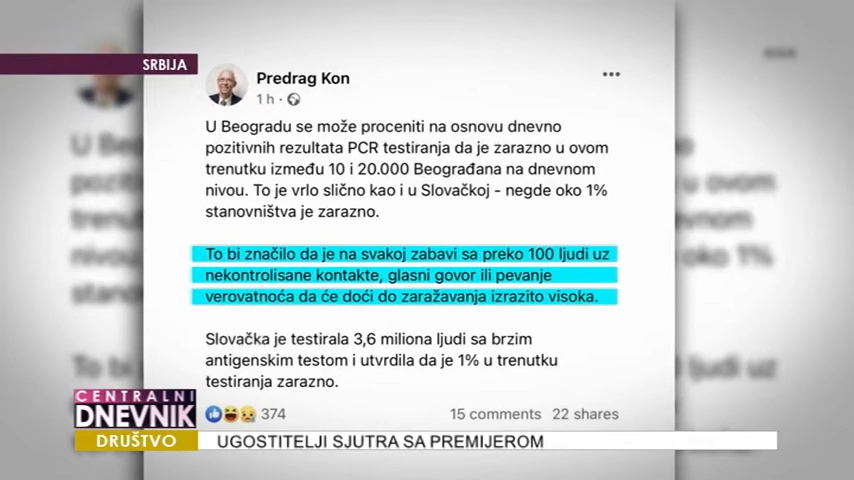 SRBIJA
Predrag Kon
1 h
U Beogradu se može proceniti na osnovu dnevno
pozitivnih rezultata PCR testiranja da je zarazno u ovom
trenutku između 10 i 20.000 Beograđana na dnevnom
nivou. To je vrlo slično kao i u Slovačkoj - negde oko 1%
stanovništva je zarazno.
To bi značilo da je na svakoj zabavi sa preko 100 ljudi uz
nekontrolisane kontakte, glasni govor ili pevanje
verovatnoća da će doći do zaražavanja izrazito visoka.
Slovačka je testirala 3,6 miliona ljudi sa brzim
antigenskim testom i utvrdila da je 1% u trenutku
testiranja zarazno.
374
15 comments 22 shares
CENTRALNI
DNEVNIK
DRUŠTVO
UGOSTITELJI SJUTRA SA PREMIJEROM